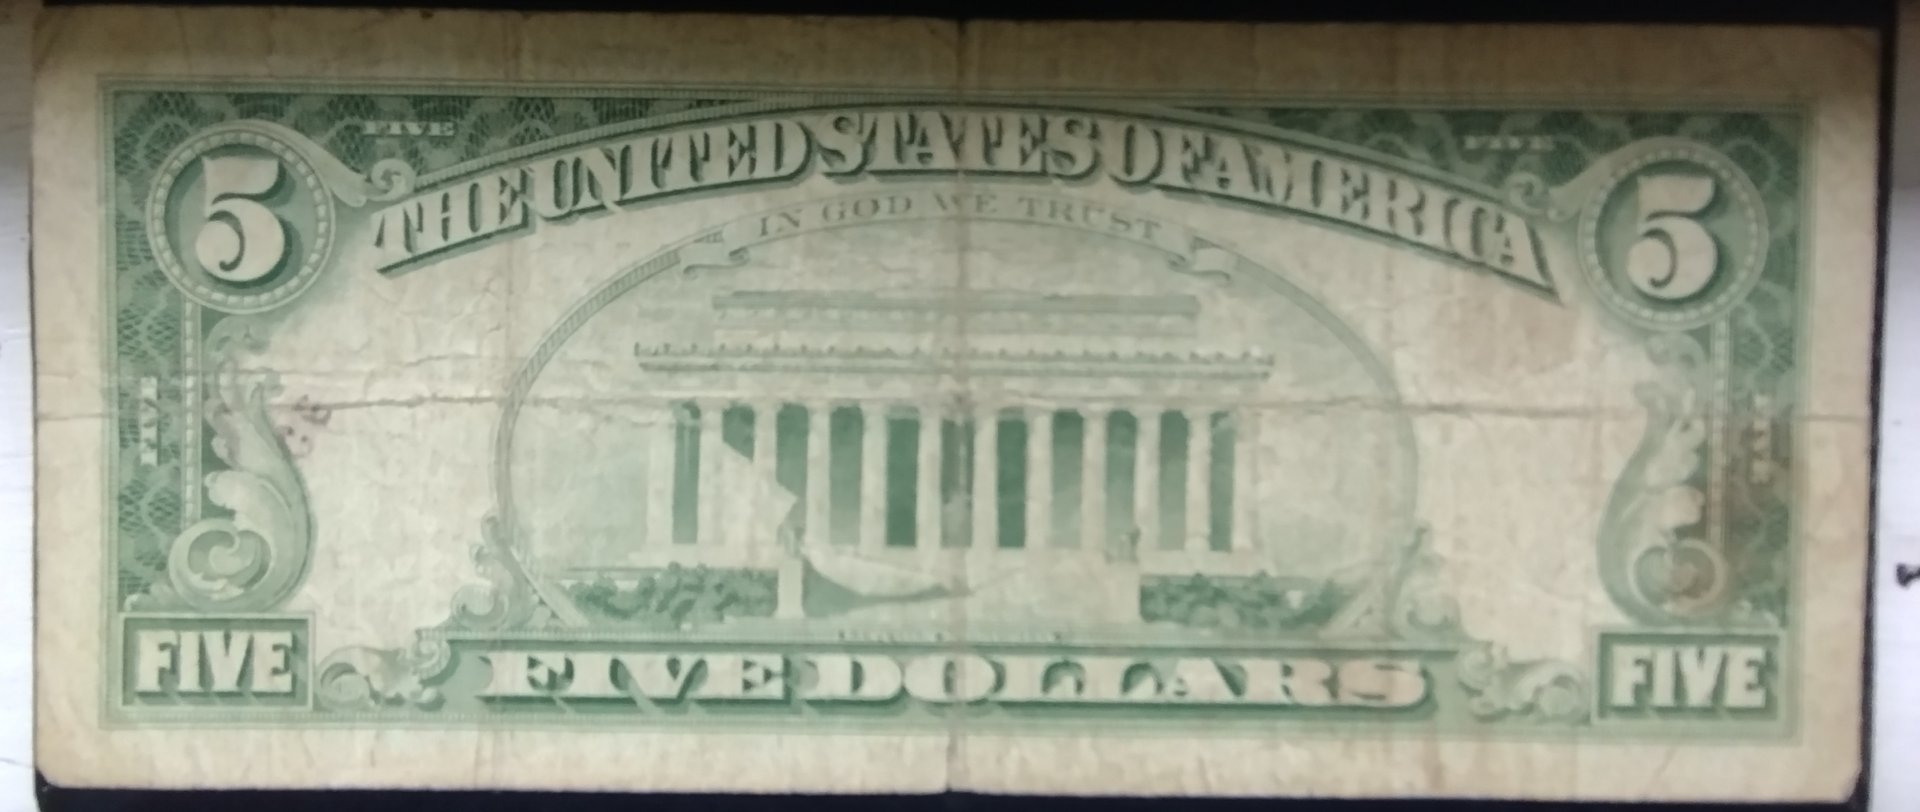 FIVE FIVE
5 THE UNITED STATES OF AMERICA 5
IN GOD WE TRUST
FIVE FIVE
FIVE FIVE DOLLARS FIVE